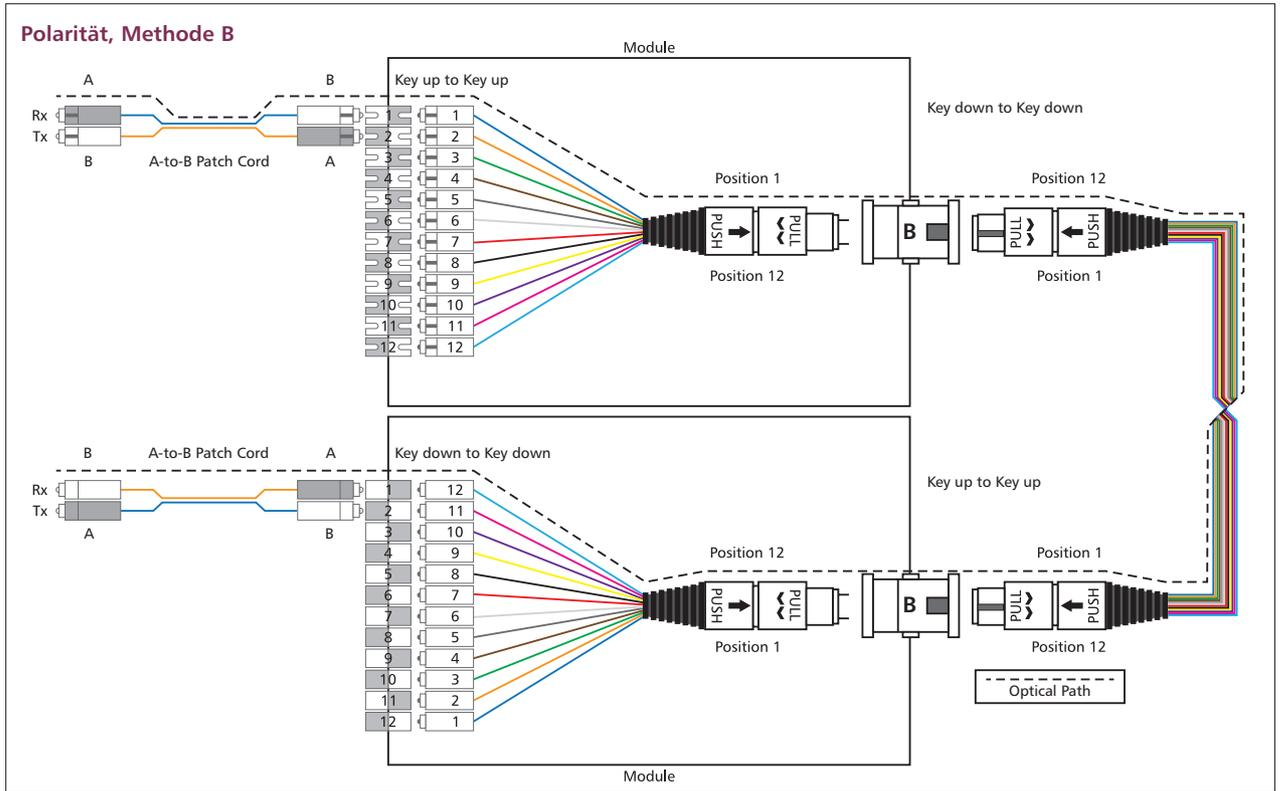 Polarität, Methode B
Module
A
B
Key up to Key up
Key down to Key down
Rx
Tx
B
A-to-B Patch Cord
A
1
2
3
4
5
6
7
8
9
10
11
12
1
2
3
4
5
6
7
8
9
10
11
12
Position 1
Position 12
PUSH
PULL
B
PULL
PUSH
Position 12
Position 1
B
A-to-B Patch Cord
A
Key down to Key down
Key up to Key up
Rx
Tx
A
B
1
2
3
4
5
6
7
8
9
10
11
12
12
11
10
9
8
7
6
5
4
3
2
1
Position 12
Position 1
PUSH
PULL
B
PULL
PUSH
Position 1
Position 12
Optical Path
Module